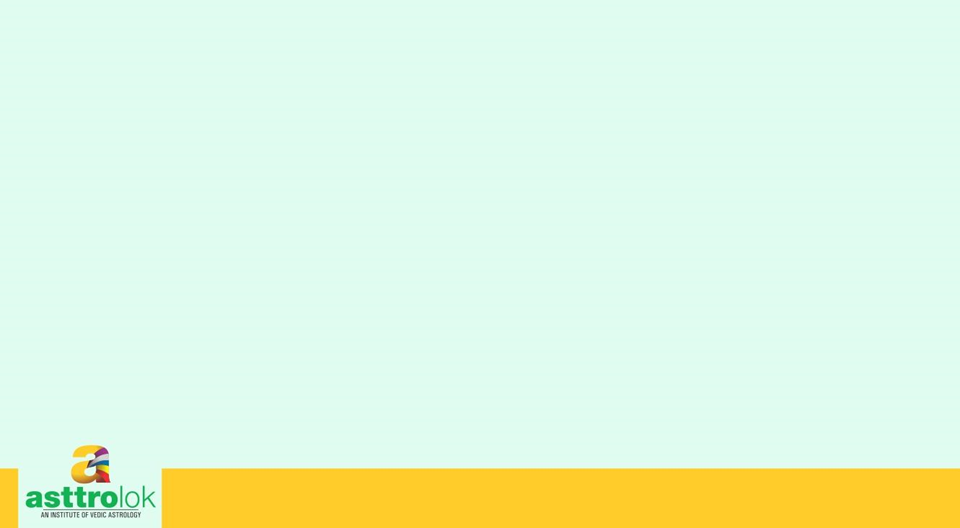 a
asttrolok
AN INSTITUTE OF VEDIC ASTROLOGY